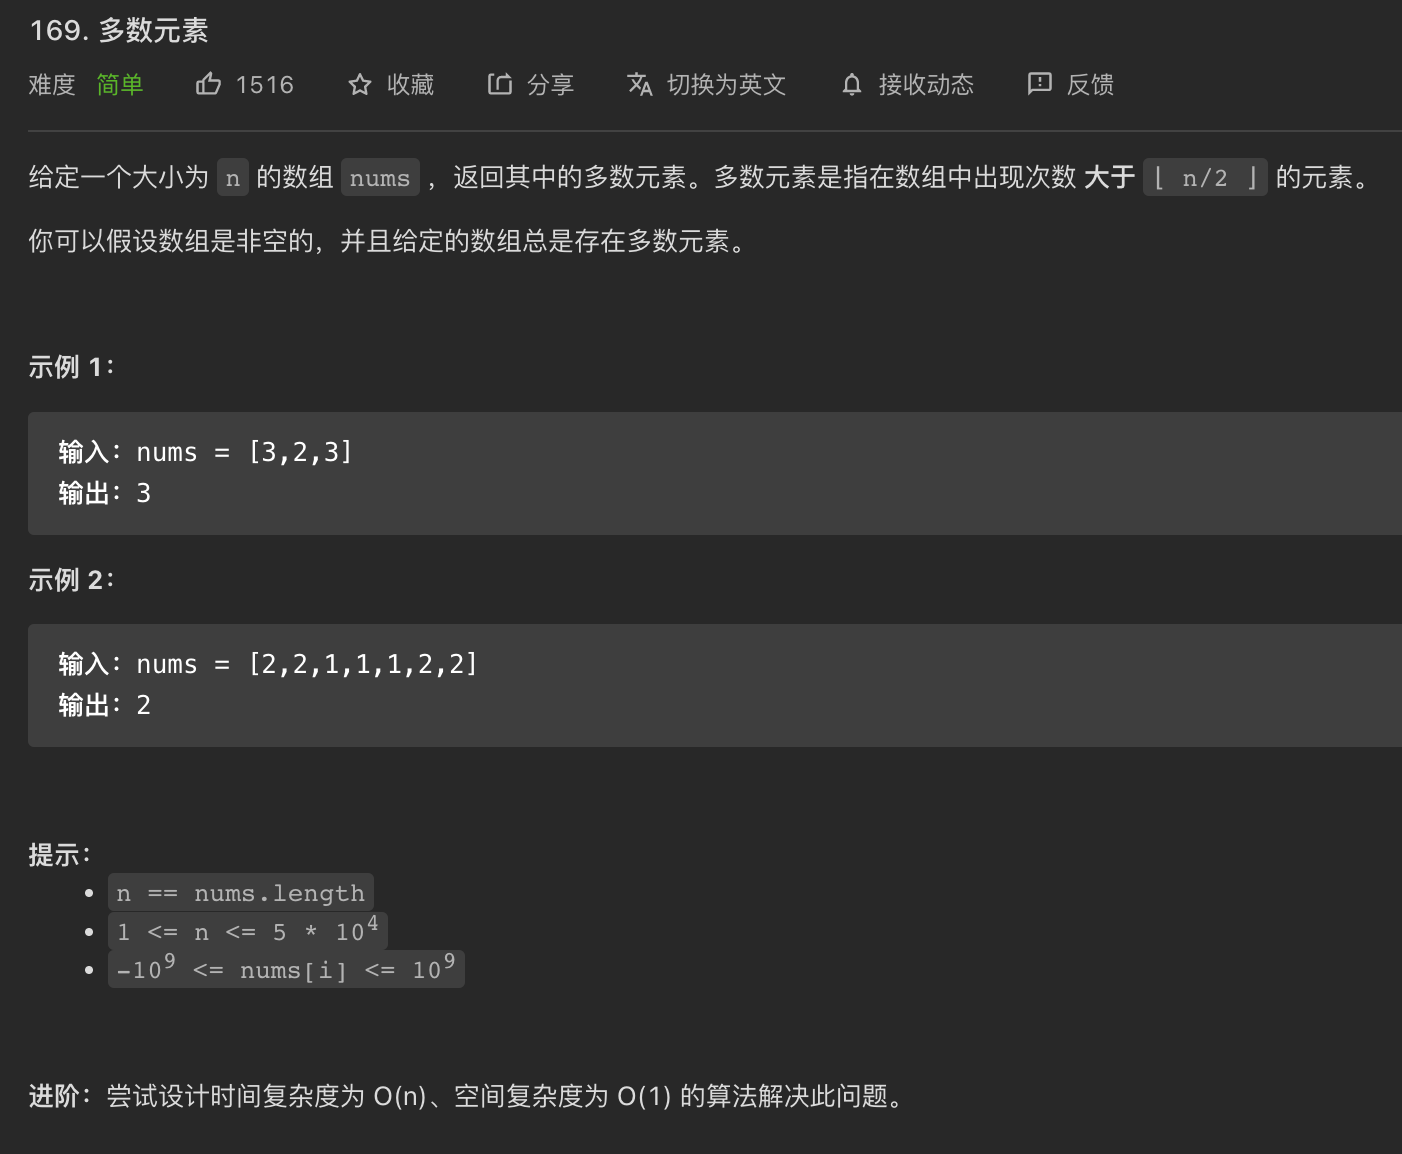 169. 多数元素
难度 简单 1516 收藏 分享 切换为英文 接收动态 反馈
给定一个大小为 n 的数组 nums ，返回其中的多数元素。多数元素是指在数组中出现次数 大于 ⌊ n/2 ⌋ 的元素。
你可以假设数组是非空的，并且给定的数组总是存在多数元素。
示例 1：
输入：nums = [3,2,3]
输出：3
示例 2：
输入：nums = [2,2,1,1,1,2,2]
输出：2
提示：
• n == nums.length
• 1 <= n <= 5 * 10⁴
• -10⁹ <= nums[i] <= 10⁹
进阶：尝试设计时间复杂度为 O(n)、空间复杂度为 O(1) 的算法解决此问题。